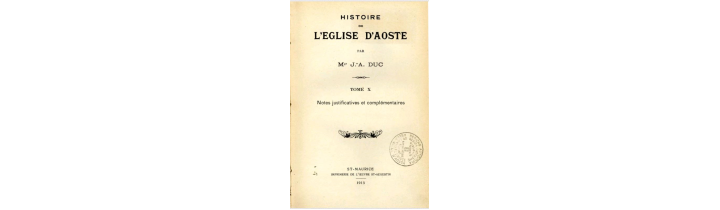 HISTOIRE
DE
L'EGLISE D'AOSTE
PAR
Mgr J.-A. DUC
TOME X
Notes justificatives et complémentaires
ST-MAURICE
IMPRIMERIE DE L'ŒUVRE ST-AUGUSTIN